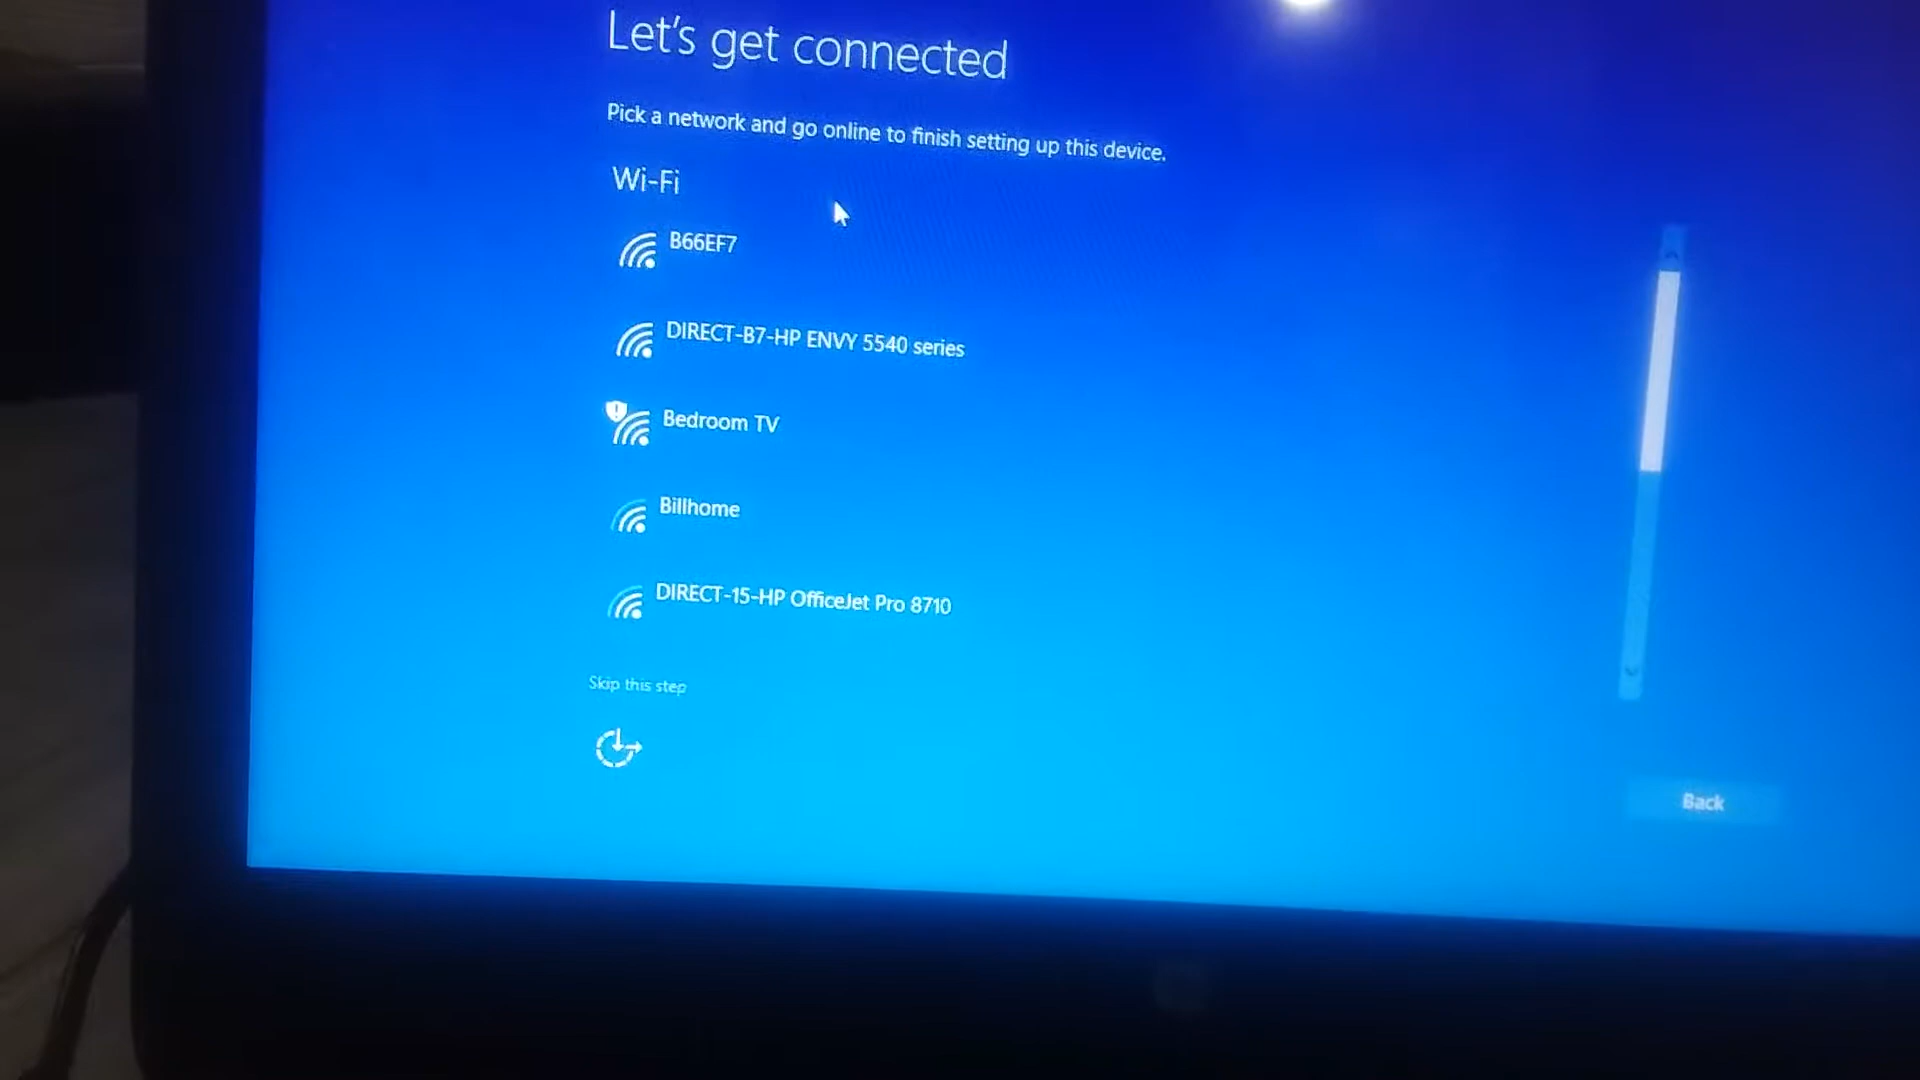 Let's get connected
Pick a network and go online to finish setting up this device.
Wi-Fi
B66EF7
DIRECT-B7-HP ENVY 5540 series
Bedroom TV
Billhome
DIRECT-15-HP OfficeJet Pro 8710
Skip this step
Back